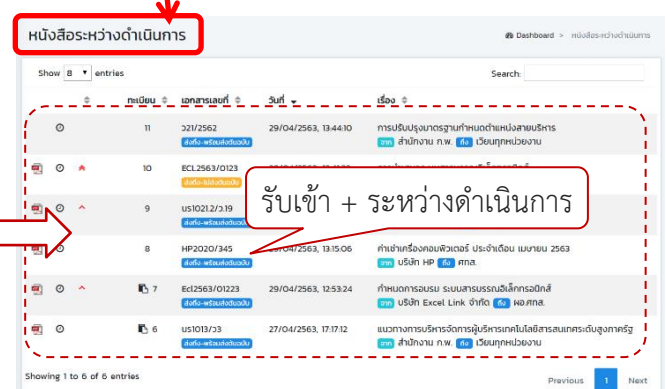 หนังสือระหว่างดำเนินการ
Dashboard > หนังสือระหว่างดำเนินการ
Show 8 entries
Search:
ทะเบียน เอกสารเลขที่ วันที่ เรื่อง
11 ว21/2562 29/04/2563, 13:44:10 การปรับปรุงมาตรฐานกำหนดตำแหน่งสายบริหาร
ส่งถึง-พร้อมส่งต้นฉบับ จาก สำนักงาน ก.พ. ถึง เวียนทุกหน่วยงาน
10 ECL2563/0123
ส่งถึง-ไม่ส่งต้นฉบับ
รับเข้า + ระหว่างดำเนินการ
9 นร1021.2/ว.19
ส่งถึง-พร้อมส่งต้นฉบับ
8 HP2020/345 13:15:06 ค่าเช่าเครื่องคอมพิวเตอร์ ประจำเดือน เมษายน 2563
ส่งถึง-พร้อมส่งต้นฉบับ จาก บริษัท HP ถึง ศทส.
7 Ecl2563/01223 29/04/2563, 12:53:24 กำหนดการอบรม ระบบสารบรรณอิเล็กทรอนิกส์
ส่งถึง-พร้อมส่งต้นฉบับ จาก บริษัท Excel Link จำกัด ถึง ผอ.ศทส.
6 นร1013/ว3 27/04/2563, 17:17:12 แนวทางการบริหารจัดการผู้บริหารเทคโนโลยีสารสนเทศระดับสูงภาครัฐ
ส่งถึง-พร้อมส่งต้นฉบับ จาก สำนักงาน ก.พ. ถึง เวียนทุกหน่วยงาน
Showing 1 to 6 of 6 entries
Previous 1 Next